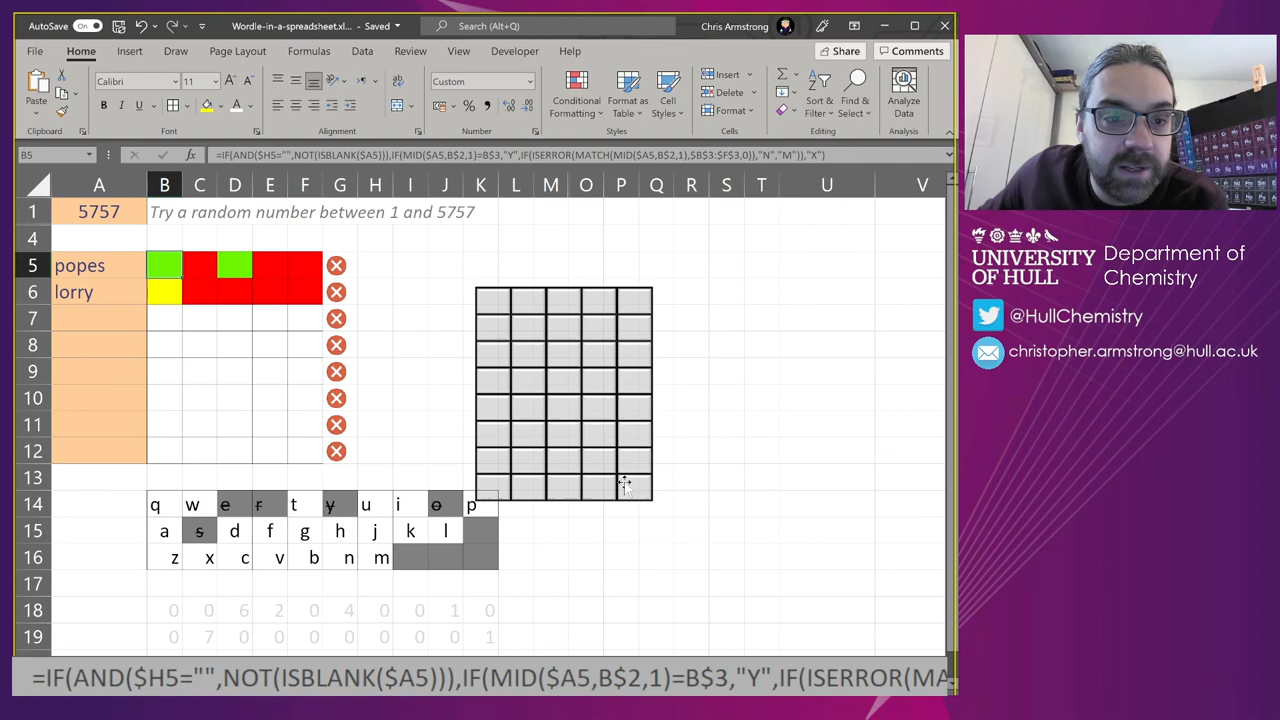 AutoSave On Wordle-in-a-spreadsheet.xl... - Saved Search (Alt+Q) Chris Armstrong
File Home Insert Draw Page Layout Formulas Data Review View Developer Help Share Comments
Calibri 11 Custom
Paste B I U Conditional Formatting Format as Table Cell Styles Insert Delete Format Sort & Filter Find & Select Analyze Data
Clipboard Font Alignment Number Styles Cells Editing Analysis
B5 fx =IF(AND($H5="",NOT(ISBLANK($A5))),IF(MID($A5,B$2,1)=B$3,"Y",IF(ISERROR(MATCH(MID($A5,B$2,1),$B$3:$F$3,0)),"N","M")),"X")
A B C D E F G H I J K L M N O P Q R S T U V
1 5757 Try a random number between 1 and 5757
4
5 popes
6 lorry
7
8
9
10
11
12
13
14 q w e r t y u i o p
15 a s d f g h j k l
16 z x c v b n m
17
18 0 0 6 2 0 4 0 0 1 0
19 0 7 0 0 0 0 0 0 0 1
=IF(AND($H5="",NOT(ISBLANK($A5))),IF(MID($A5,B$2,1)=B$3,"Y",IF(ISERROR(MA
UNIVERSITY OF HULL
Department of Chemistry
@HullChemistry
christopher.armstrong@hull.ac.uk